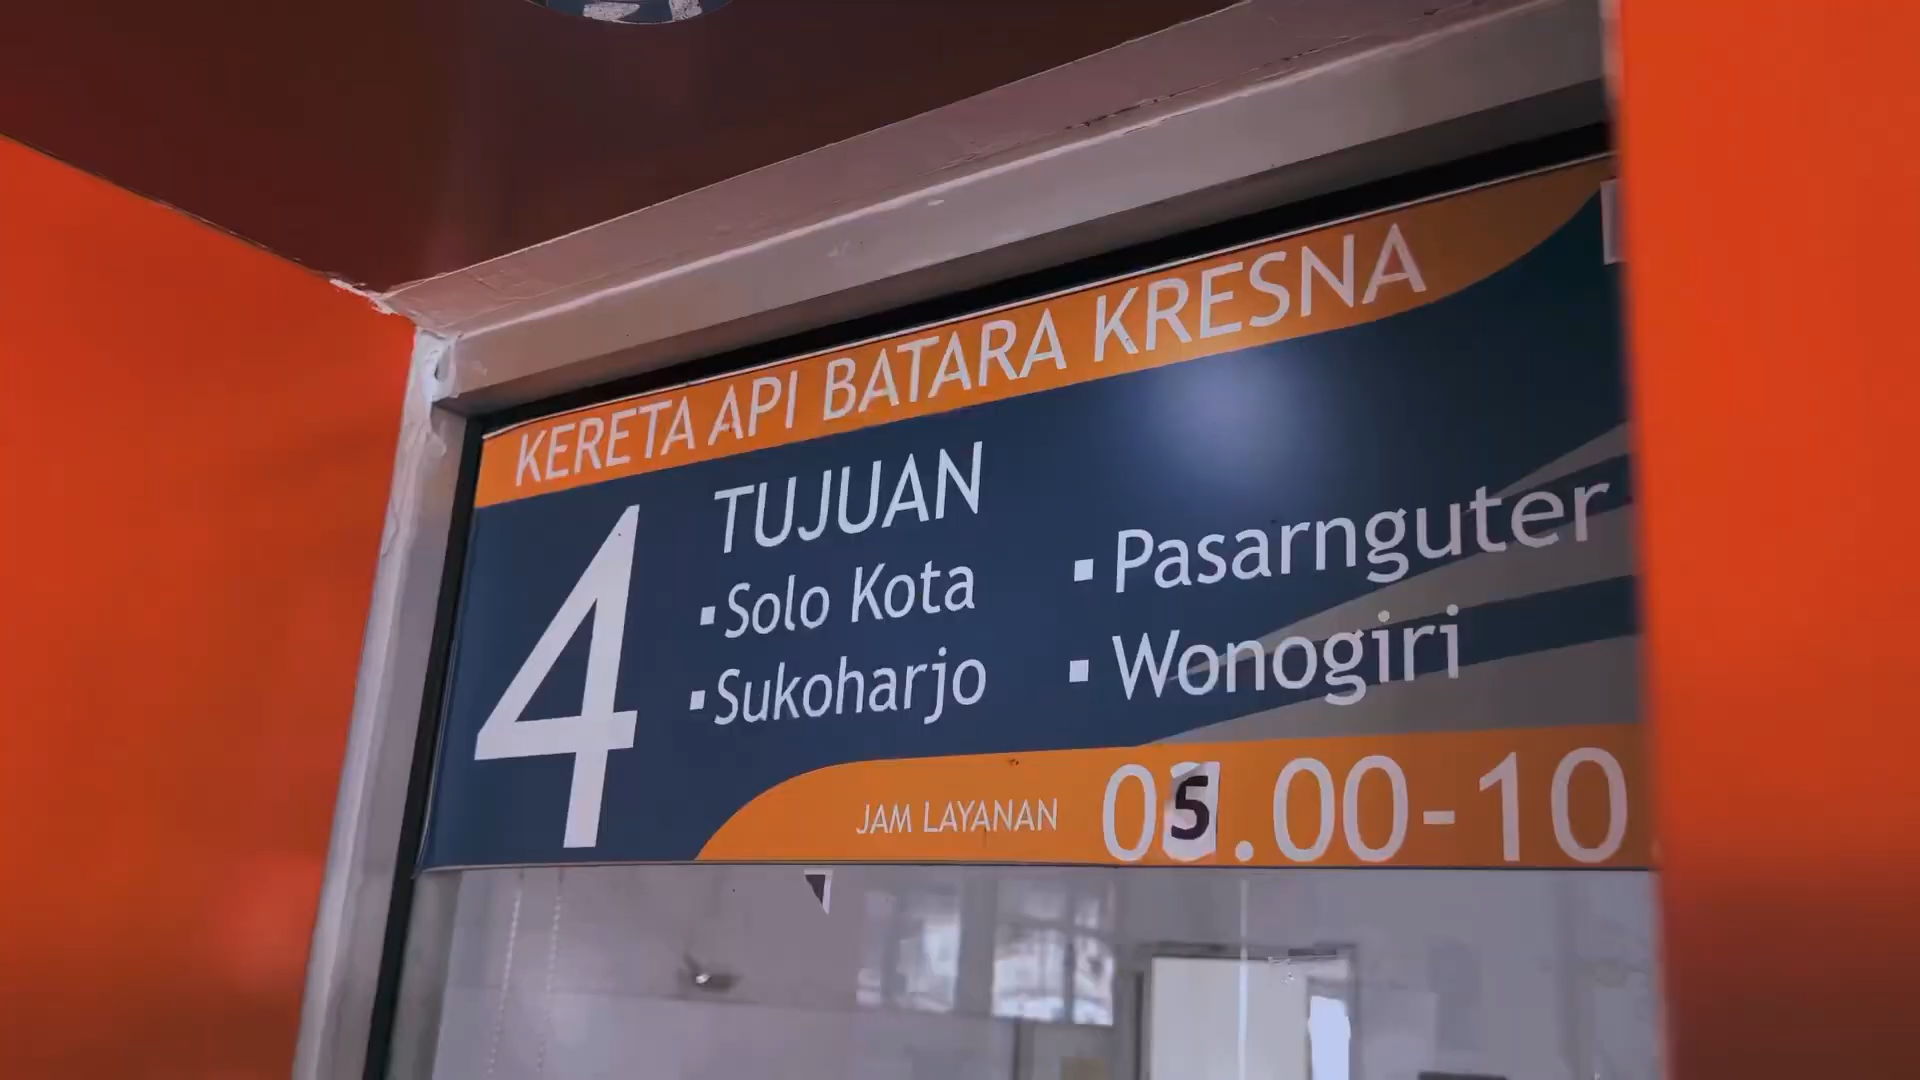 KERETA API BATARA KRESNA
4
TUJUAN
▪Solo Kota
▪Sukoharjo
▪Pasarnguter
▪Wonogiri
JAM LAYANAN 05.00-10